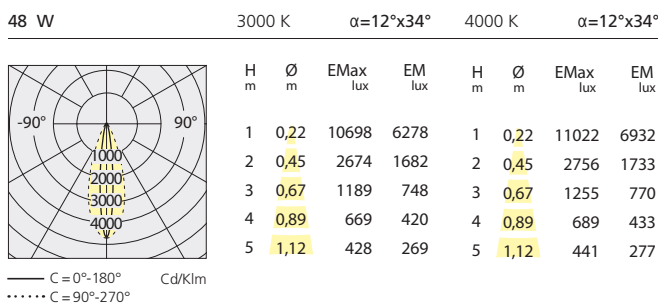 48 W 3000 K α=12°x34° 4000 K α=12°x34°
H Ø EMax EM H Ø EMax EM
m m lux lux m m lux lux
-90° 90°
1 0,22 10698 6278 1 0,22 11022 6932
1000
2 0,45 2674 1682 2 0,45 2756 1733
2000
3 0,67 1189 748 3 0,67 1255 770
3000
4 0,89 669 420 4 0,89 689 433
4000
5 1,12 428 269 5 1,12 441 277
C = 0°-180° Cd/Klm
C = 90°-270°